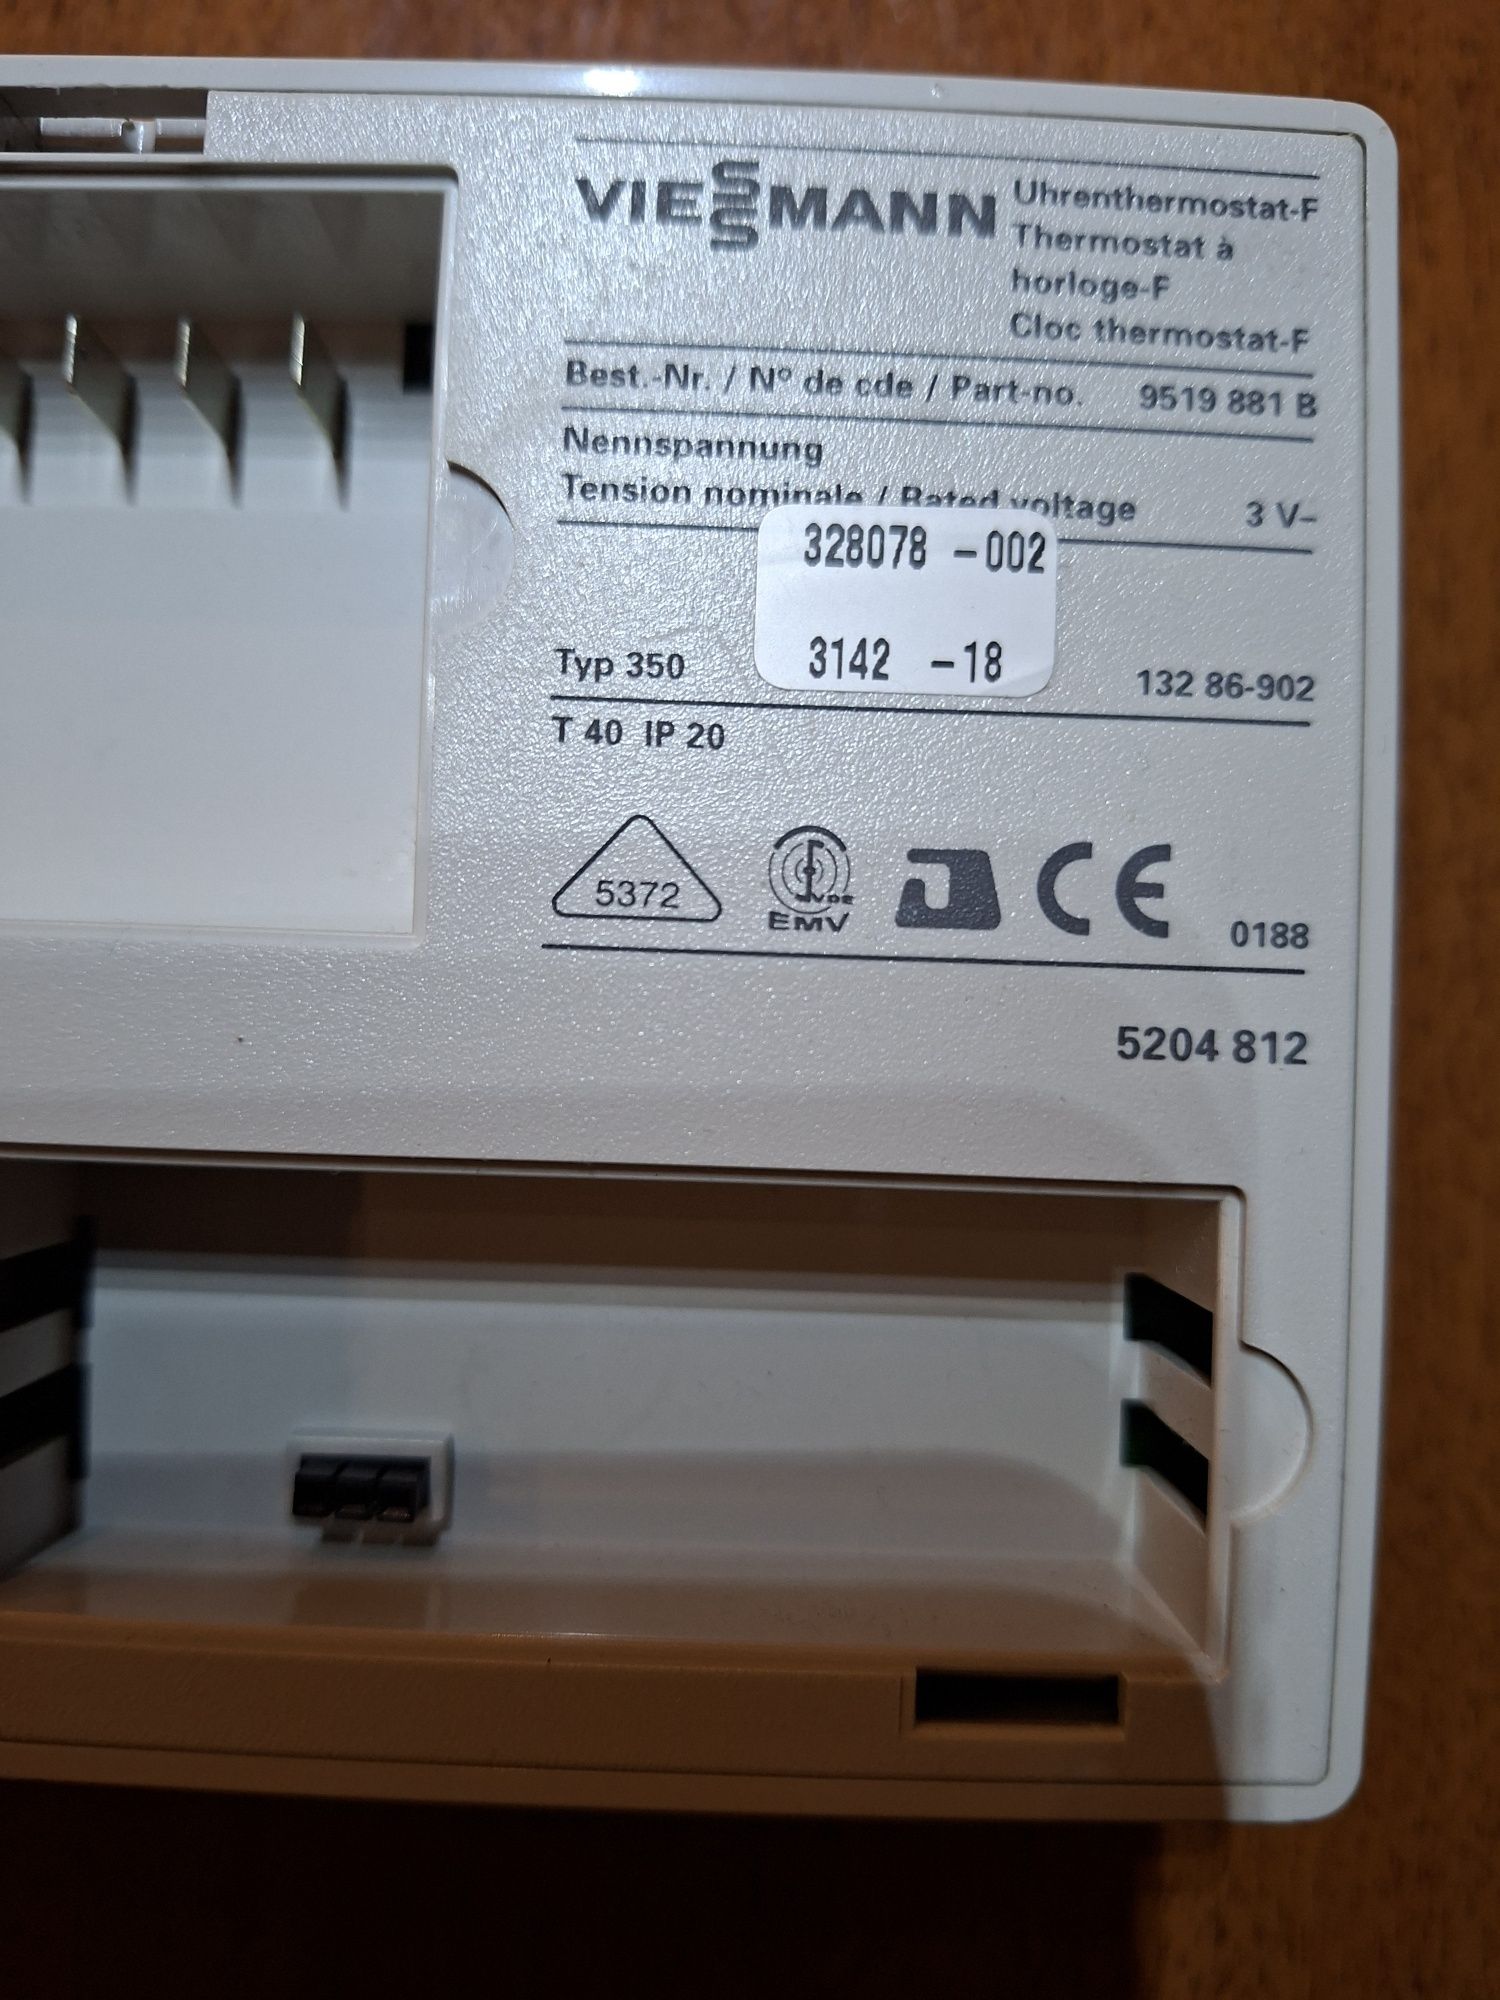 VIESSMANN
Uhrenthermostat-F
Thermostat à
horloge-F
Cloc thermostat-F
Best.-Nr. / Nº de cde / Part-no. 9519 881 B
Nennspannung
Tension nominale / Rated voltage 3 V–
328078 -002
3142 -18
Typ 350 132 86-902
T 40 IP 20
5372
VDE
EMV
CE
0188
5204 812